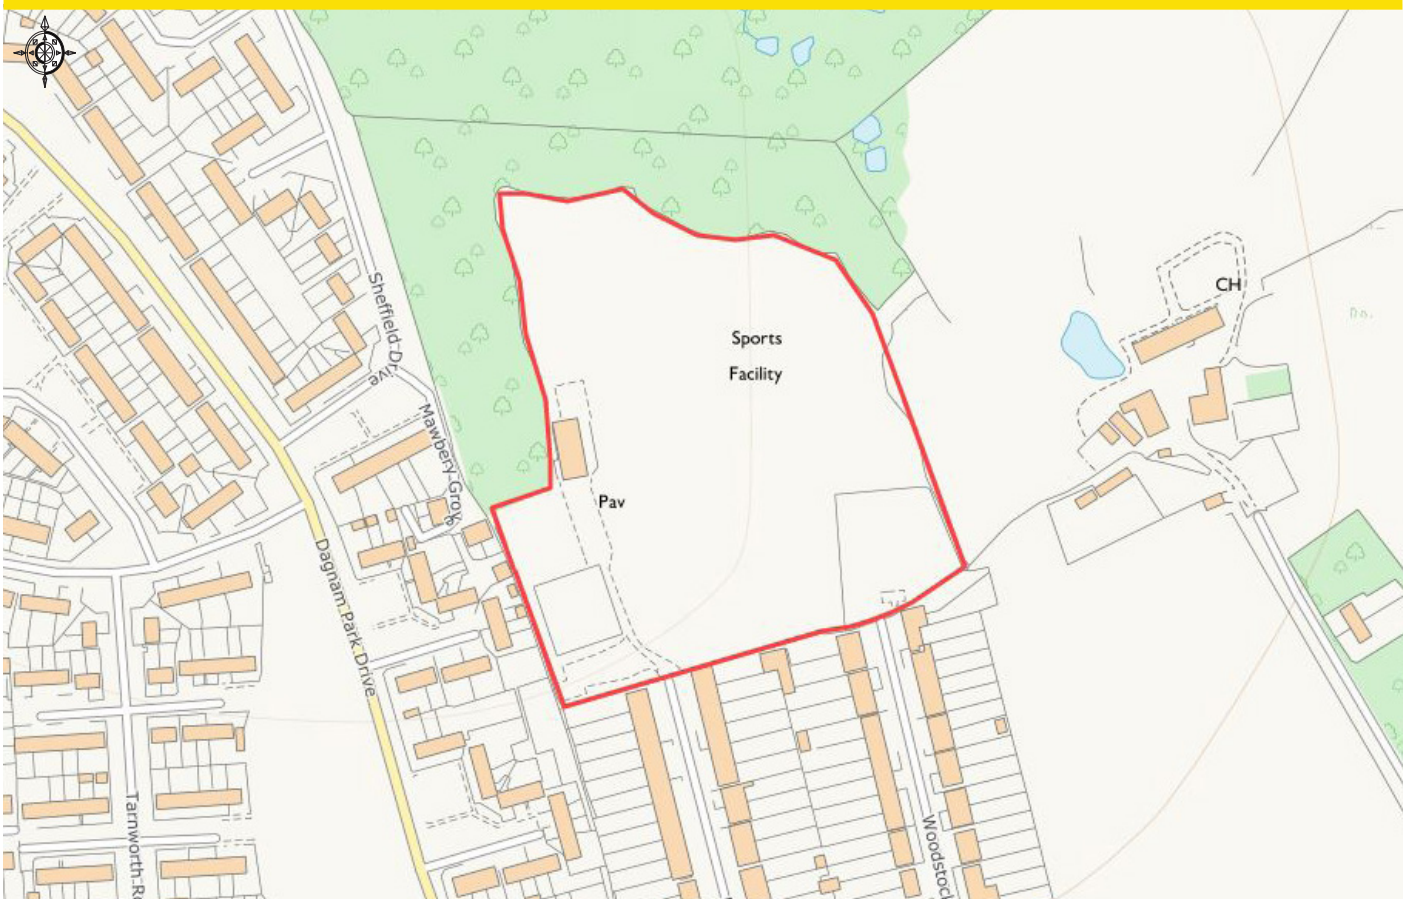 Sheffield Drive
CH
Sports
Facility
Mawbery Grove
Pav
Dagnam Park Drive
Tarnworth R
Woodstoc